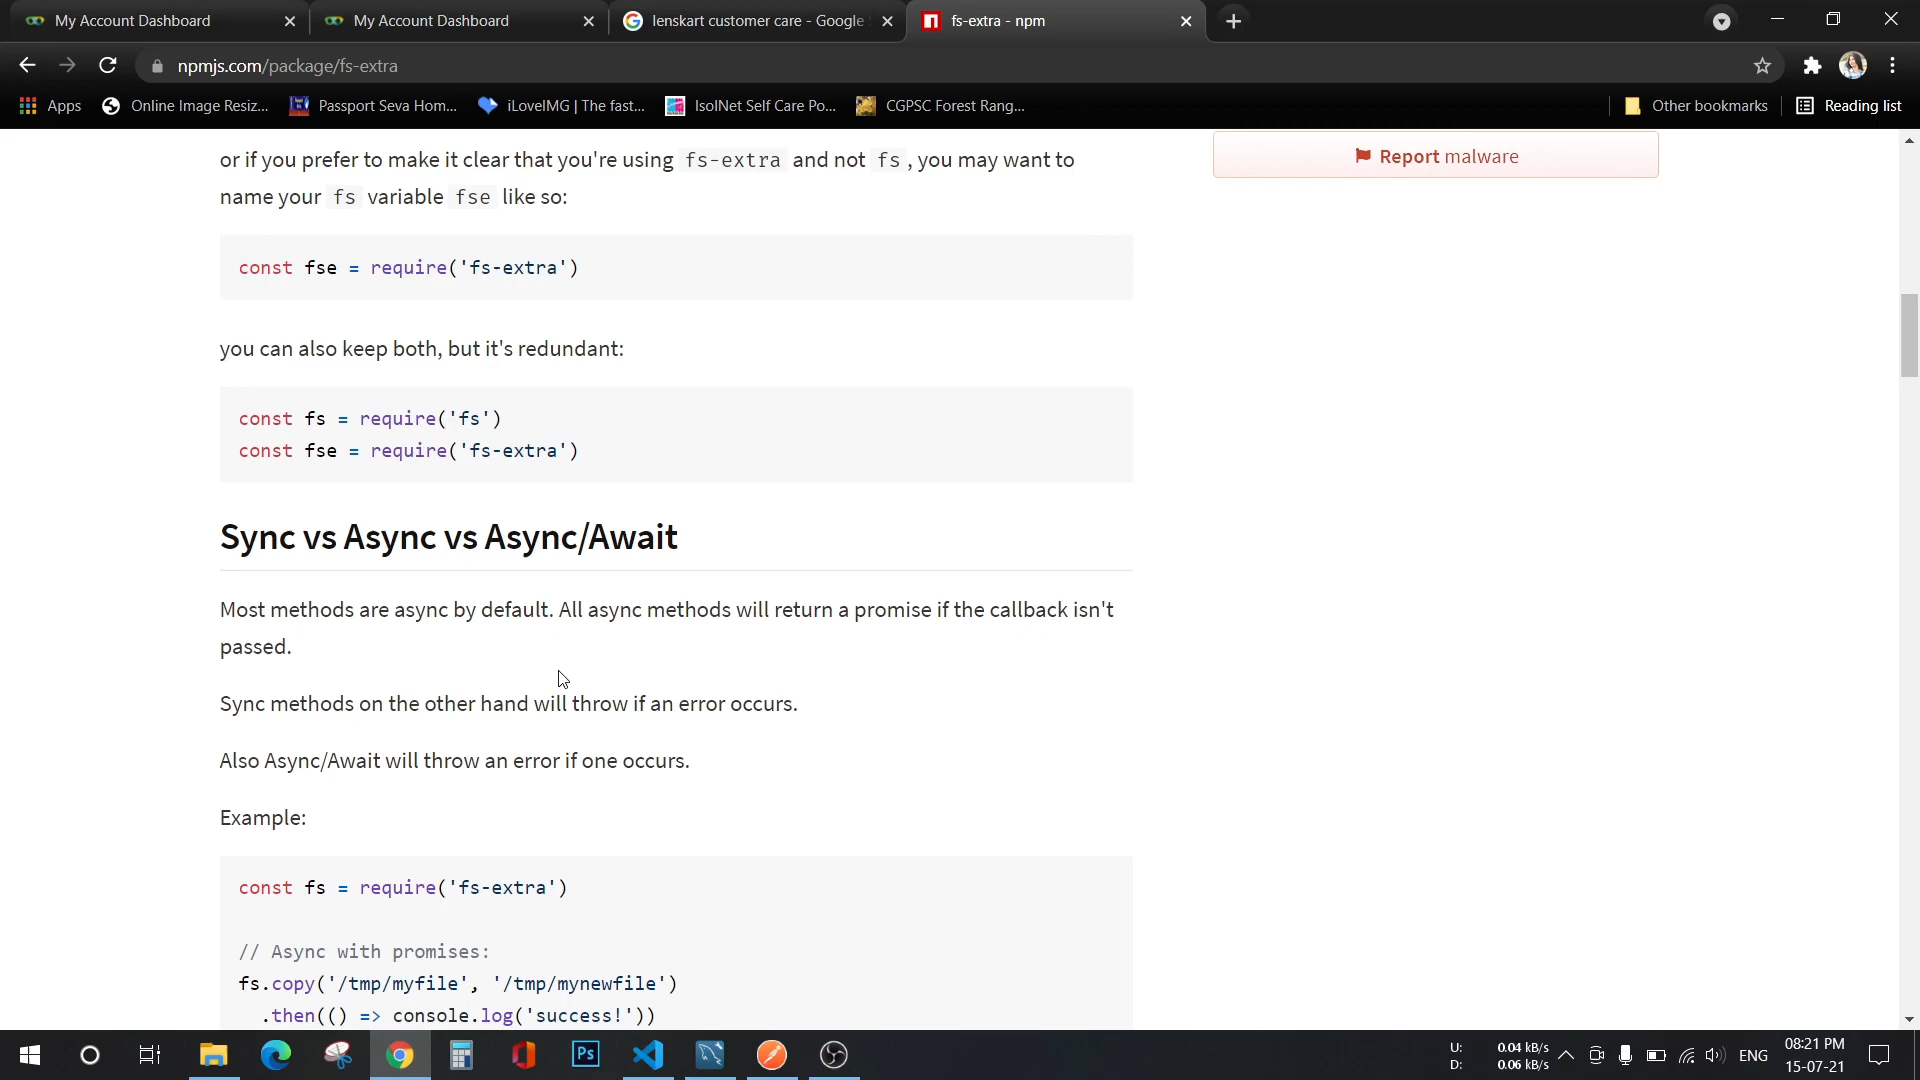 My Account Dashboard
My Account Dashboard
lenskart customer care - Google
fs-extra - npm
npmjs.com/package/fs-extra
Apps
Online Image Resiz...
Passport Seva Hom...
iLoveIMG | The fast...
IsolNet Self Care Po...
CGPSC Forest Rang...
Other bookmarks
Reading list
or if you prefer to make it clear that you're using fs-extra and not fs, you may want to
name your fs variable fse like so:
Report malware
const fse = require('fs-extra')
you can also keep both, but it's redundant:
const fs = require('fs')
const fse = require('fs-extra')
Sync vs Async vs Async/Await
Most methods are async by default. All async methods will return a promise if the callback isn't
passed.
Sync methods on the other hand will throw if an error occurs.
Also Async/Await will throw an error if one occurs.
Example:
const fs = require('fs-extra')
// Async with promises:
fs.copy('/tmp/myfile', '/tmp/mynewfile')
.then(() => console.log('success!'))
Ps
U: 0.04 kB/s
D: 0.06 kB/s
ENG
08:21 PM
15-07-21